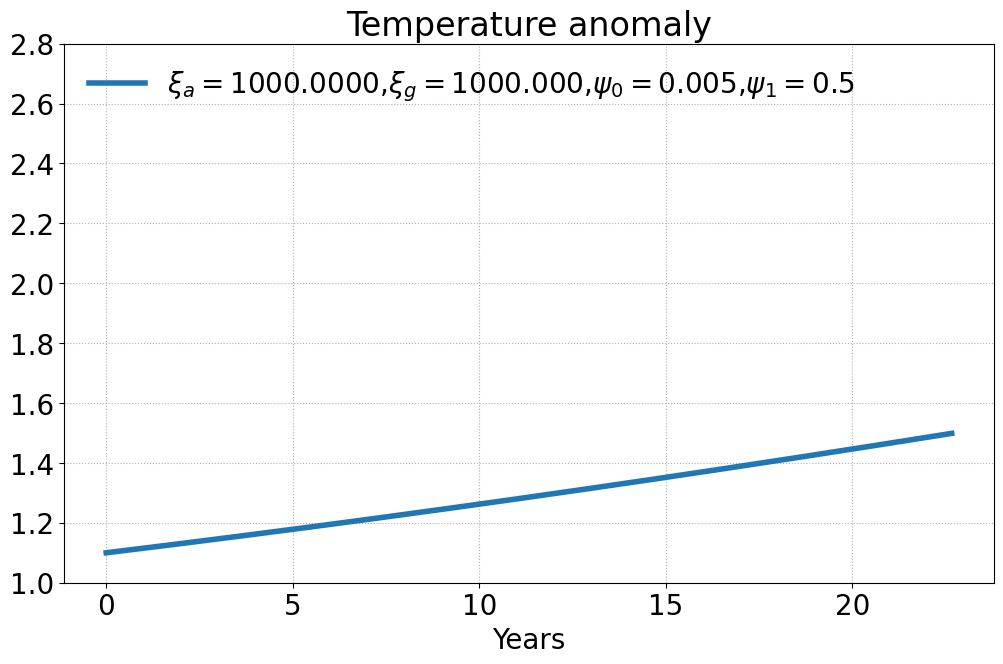 Temperature anomaly
ξₐ = 1000.0000,ξ_g = 1000.000,ψ₀ = 0.005,ψ₁ = 0.5
2.8
2.6
2.4
2.2
2.0
1.8
1.6
1.4
1.2
1.0
0 5 10 15 20
Years